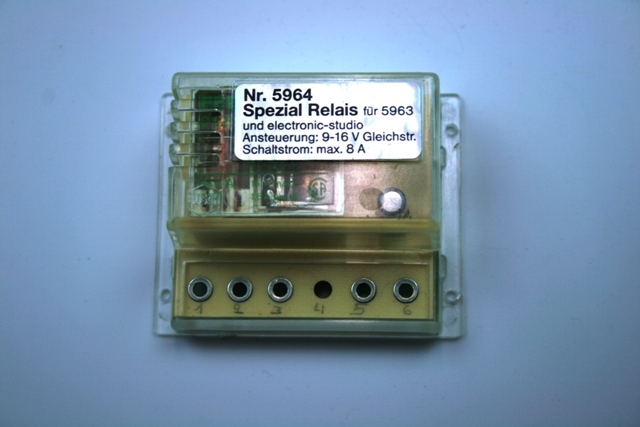 Nr. 5964
Spezial Relais für 5963
und electronic-studio
Ansteuerung: 9-16 V Gleichstr.
Schaltstrom: max. 8 A
1 2 3 4 5 6